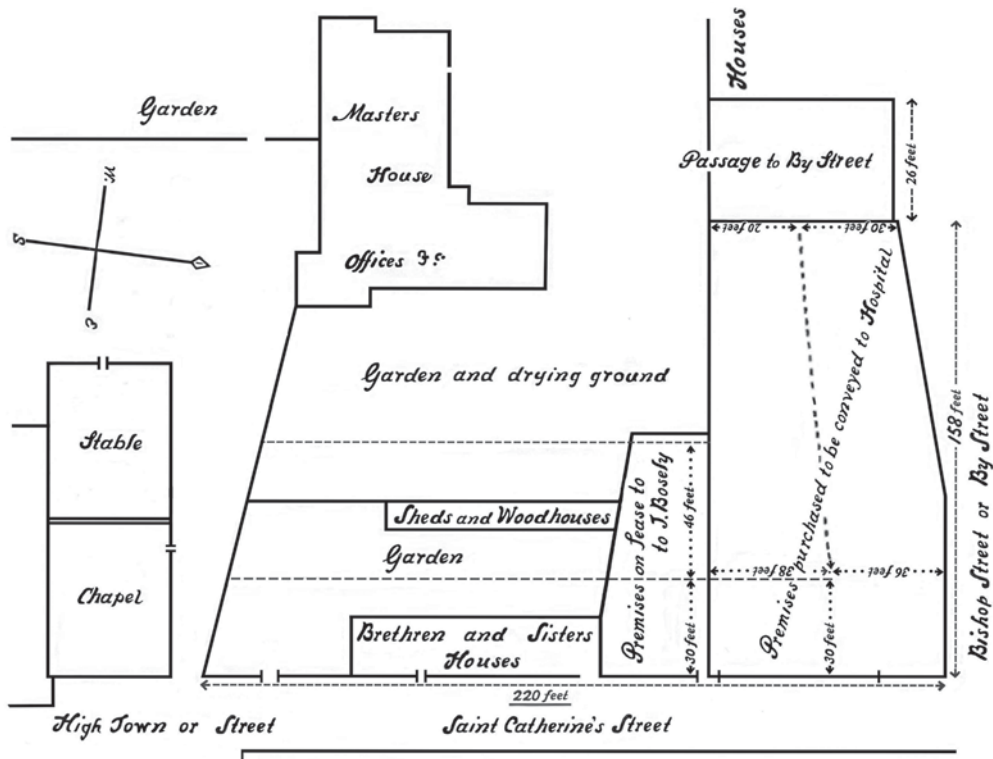 Houses
Garden
Masters
House
Passage to By Street
26 feet
W
S
E
Offices &c.
20 feet
30 feet
Garden and drying ground
Premises purchased to be conveyed to Hospital
158 feet
Bishop Street or By Street
Stable
Premises on Lease to
to J. Bosely
46 feet
Sheds and Woodhouses
Garden
38 feet
36 feet
Chapel
Brethren and Sisters
Houses
30 feet
30 feet
220 feet
High Town or Street
Saint Catherine's Street